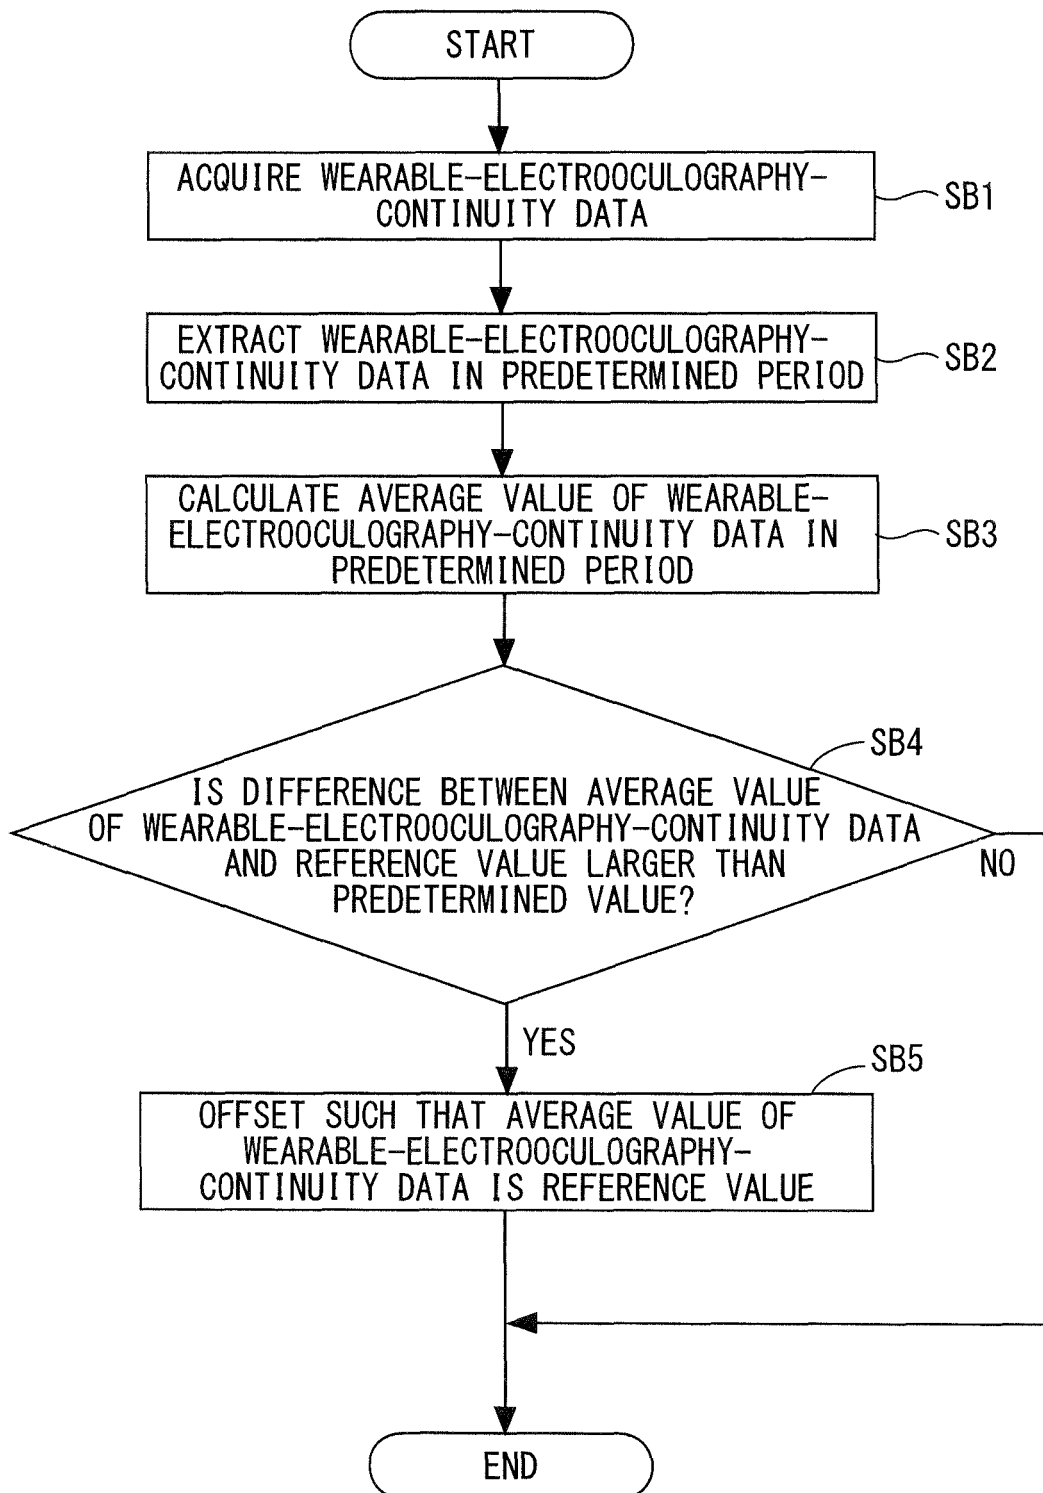 START
ACQUIRE WEARABLE-ELECTROOCULOGRAPHY-
CONTINUITY DATA
SB1
EXTRACT WEARABLE-ELECTROOCULOGRAPHY-
CONTINUITY DATA IN PREDETERMINED PERIOD
SB2
CALCULATE AVERAGE VALUE OF WEARABLE-
ELECTROOCULOGRAPHY-CONTINUITY DATA IN
PREDETERMINED PERIOD
SB3
SB4
IS DIFFERENCE BETWEEN AVERAGE VALUE
OF WEARABLE-ELECTROOCULOGRAPHY-CONTINUITY DATA
AND REFERENCE VALUE LARGER THAN
PREDETERMINED VALUE?
NO
YES
SB5
OFFSET SUCH THAT AVERAGE VALUE OF
WEARABLE-ELECTROOCULOGRAPHY-
CONTINUITY DATA IS REFERENCE VALUE
END